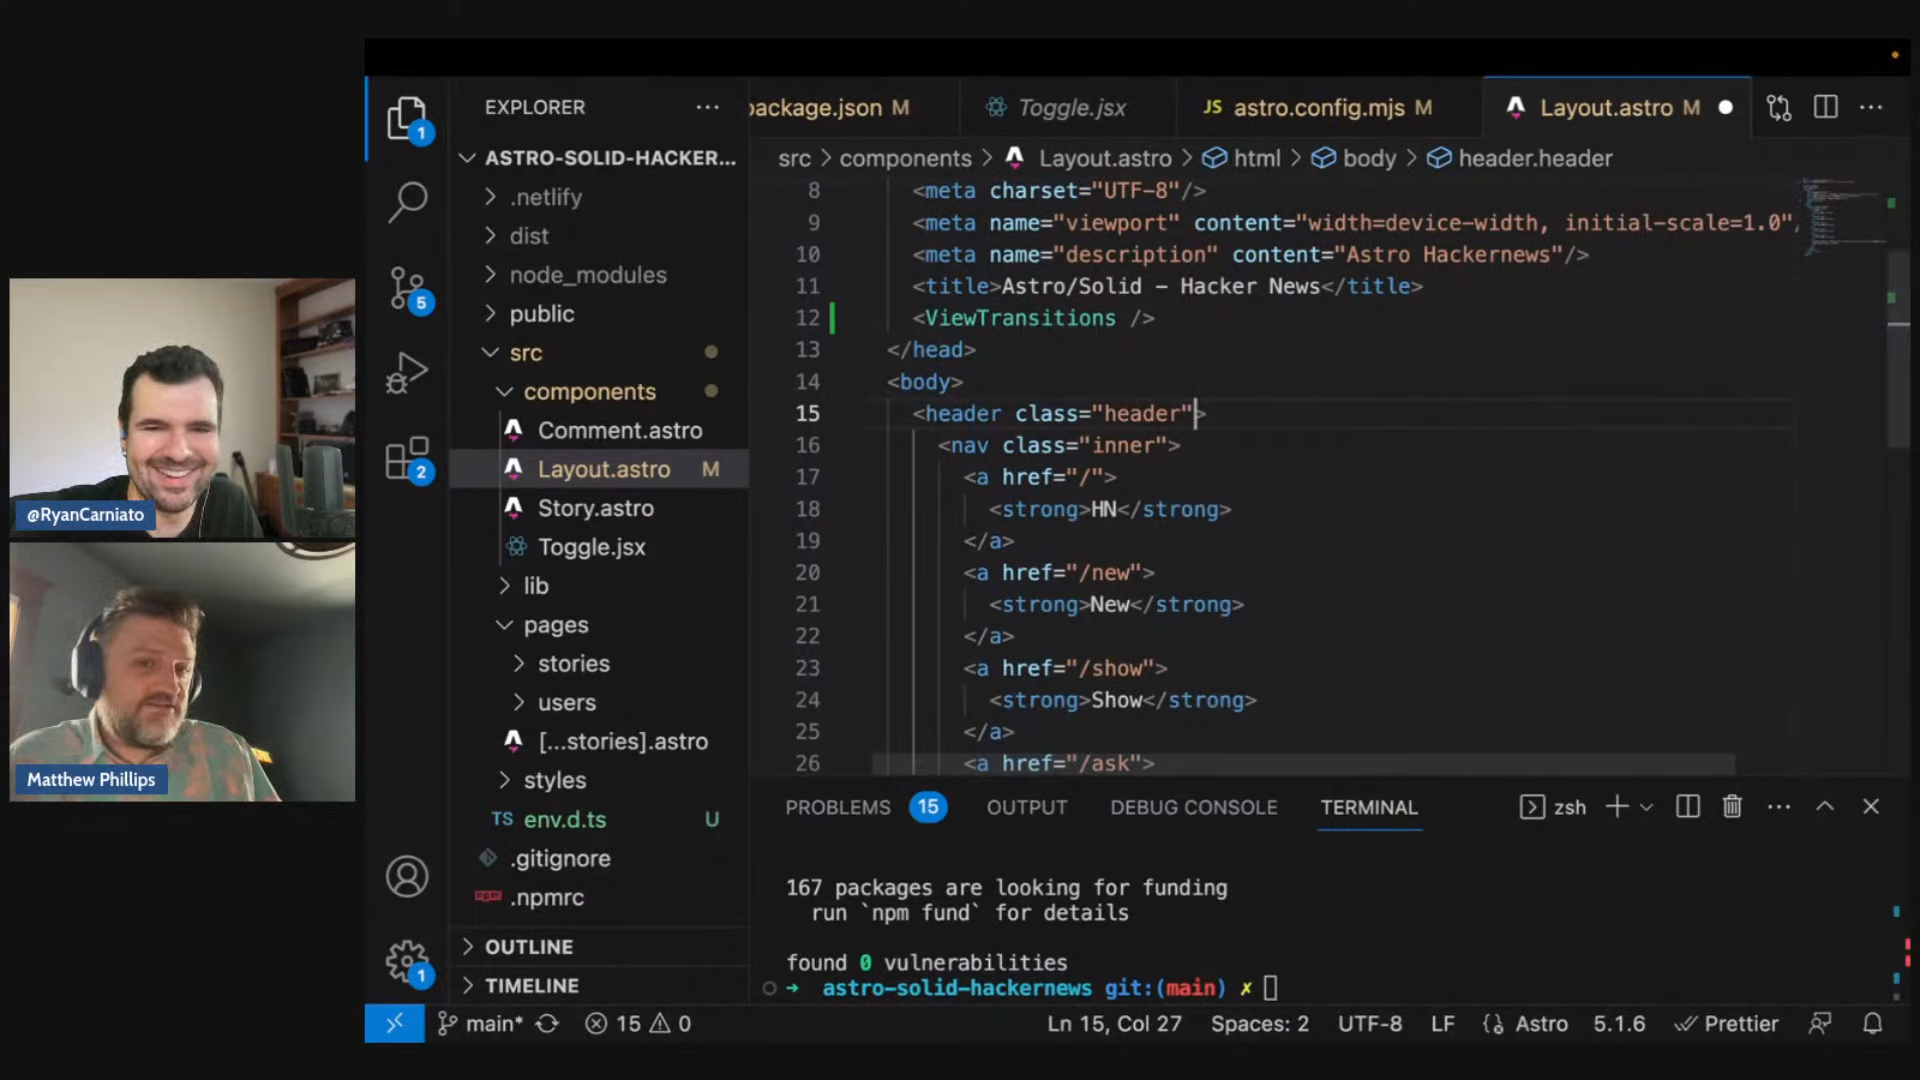 EXPLORER
package.json M
Toggle.jsx
JS astro.config.mjs M
Layout.astro M
ASTRO-SOLID-HACKER...
src > components > Layout.astro > html > body > header.header
.netlify
dist
node_modules
public
src
components
Comment.astro
Layout.astro M
Story.astro
Toggle.jsx
lib
pages
stories
users
[...stories].astro
styles
TS env.d.ts U
.gitignore
npm .npmrc
OUTLINE
TIMELINE
1
5
2
1
8 <meta charset="UTF-8"/>
9 <meta name="viewport" content="width=device-width, initial-scale=1.0"/
10 <meta name="description" content="Astro Hackernews"/>
11 <title>Astro/Solid - Hacker News</title>
12 <ViewTransitions />
13 </head>
14 <body>
15 <header class="header">
16 <nav class="inner">
17 <a href="/">
18 <strong>HN</strong>
19 </a>
20 <a href="/new">
21 <strong>New</strong>
22 </a>
23 <a href="/show">
24 <strong>Show</strong>
25 </a>
26 <a href="/ask">
PROBLEMS 15 OUTPUT DEBUG CONSOLE TERMINAL zsh
167 packages are looking for funding
run `npm fund` for details
found 0 vulnerabilities
➜ astro-solid-hackernews git:(main) ✗
main* 15 0 Ln 15, Col 27 Spaces: 2 UTF-8 LF Astro 5.1.6 Prettier
@RyanCarniato
Matthew Phillips